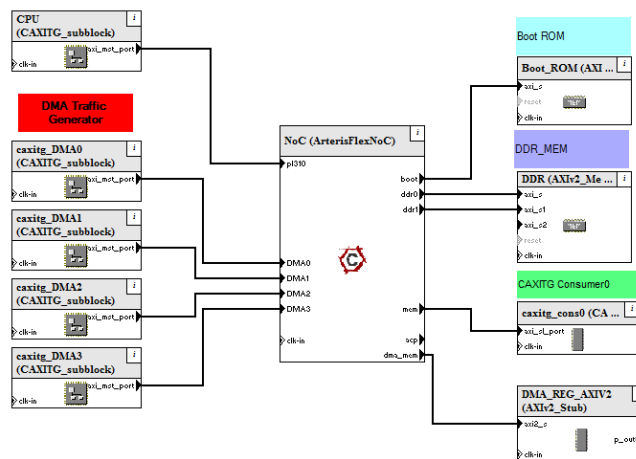 CPU
(CAXITG_subblock)
i
axi_mst_port
clk-in
DMA Traffic
Generator
caxitg_DMA0
(CAXITG_subblock)
i
axi_mst_port
clk-in
caxitg_DMA1
(CAXITG_subblock)
i
axi_mst_port
clk-in
caxitg_DMA2
(CAXITG_subblock)
i
axi_mst_port
clk-in
caxitg_DMA3
(CAXITG_subblock)
i
axi_mst_port
clk-in
NoC (ArterisFlexNoC)
i
pl310
boot
ddr0
ddr1
DMA0
DMA1
DMA2
DMA3
C
mem
clk-in
acp
dma_mem
Boot ROM
Boot_ROM (AXI ...
i
axi_s
reset
clk-in
DDR_MEM
DDR (AXIv2_Me ...
i
axi_s
axi_s1
axi_s2
reset
clk-in
CAXITG Consumer0
caxitg_cons0 (CA ...
i
axi_sl_port
clk-in
DMA_REG_AXIV2
(AXIv2_Stub)
i
axi2_s
p_out
clk-in